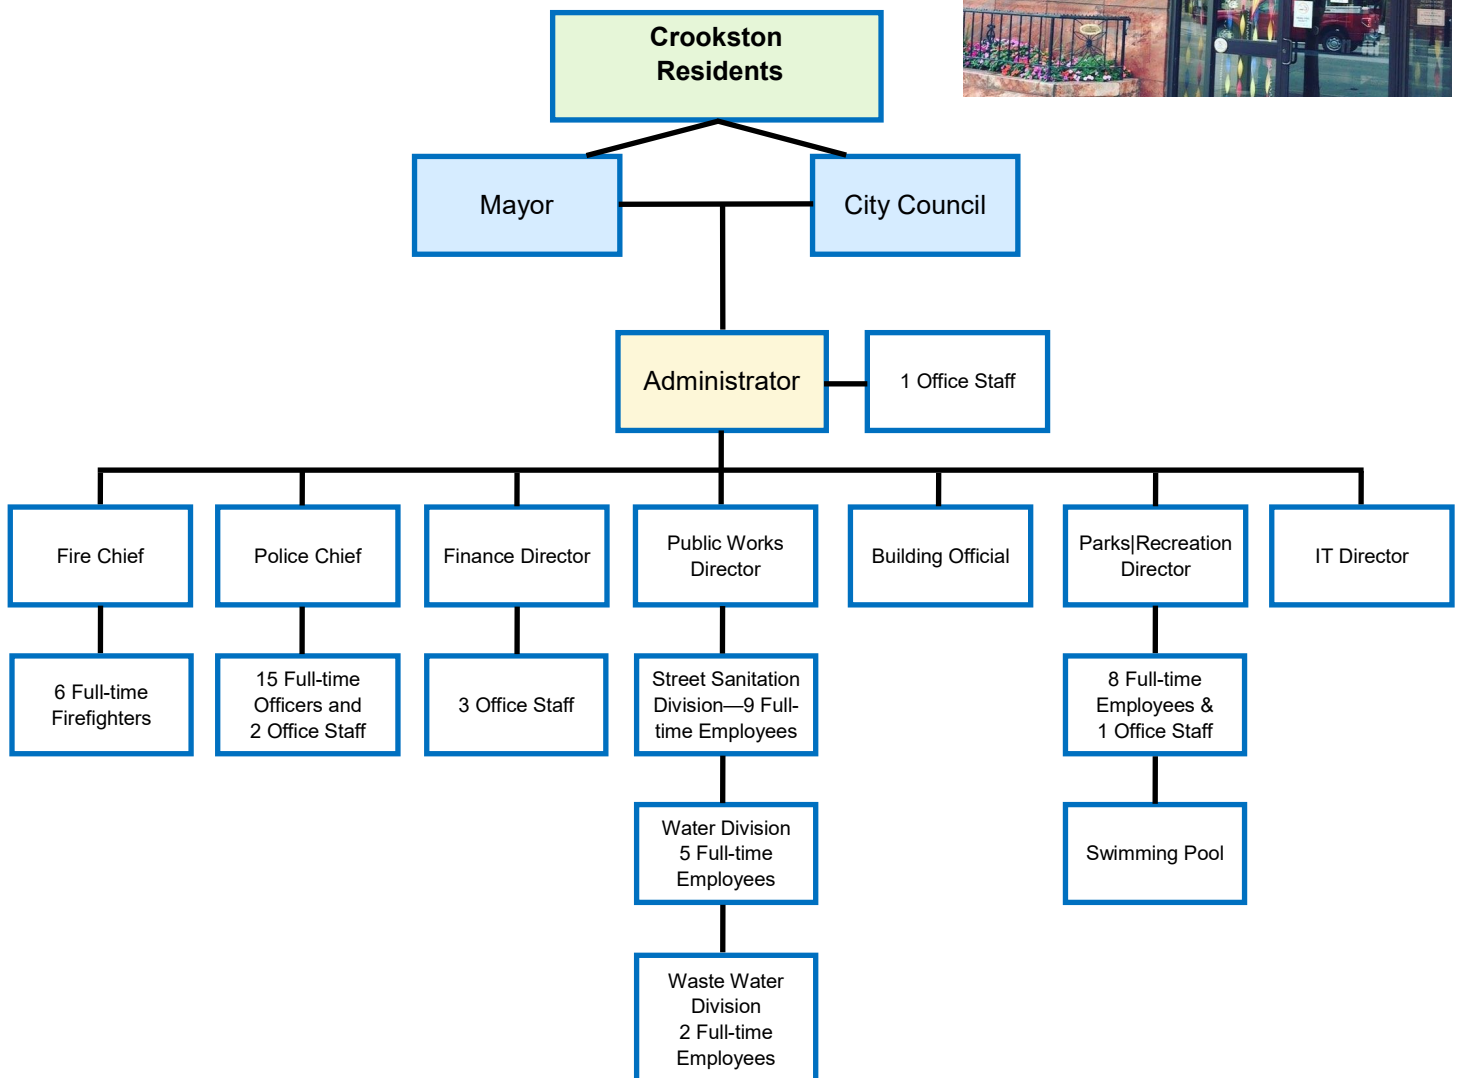 Crookston
Residents
Mayor
City Council
Administrator
1 Office Staff
Fire Chief
Police Chief
Finance Director
Public Works
Director
Building Official
Parks|Recreation
Director
IT Director
6 Full-time
Firefighters
15 Full-time
Officers and
2 Office Staff
3 Office Staff
Street Sanitation
Division—9 Full-
time Employees
8 Full-time
Employees &
1 Office Staff
Water Division
5 Full-time
Employees
Swimming Pool
Waste Water
Division
2 Full-time
Employees